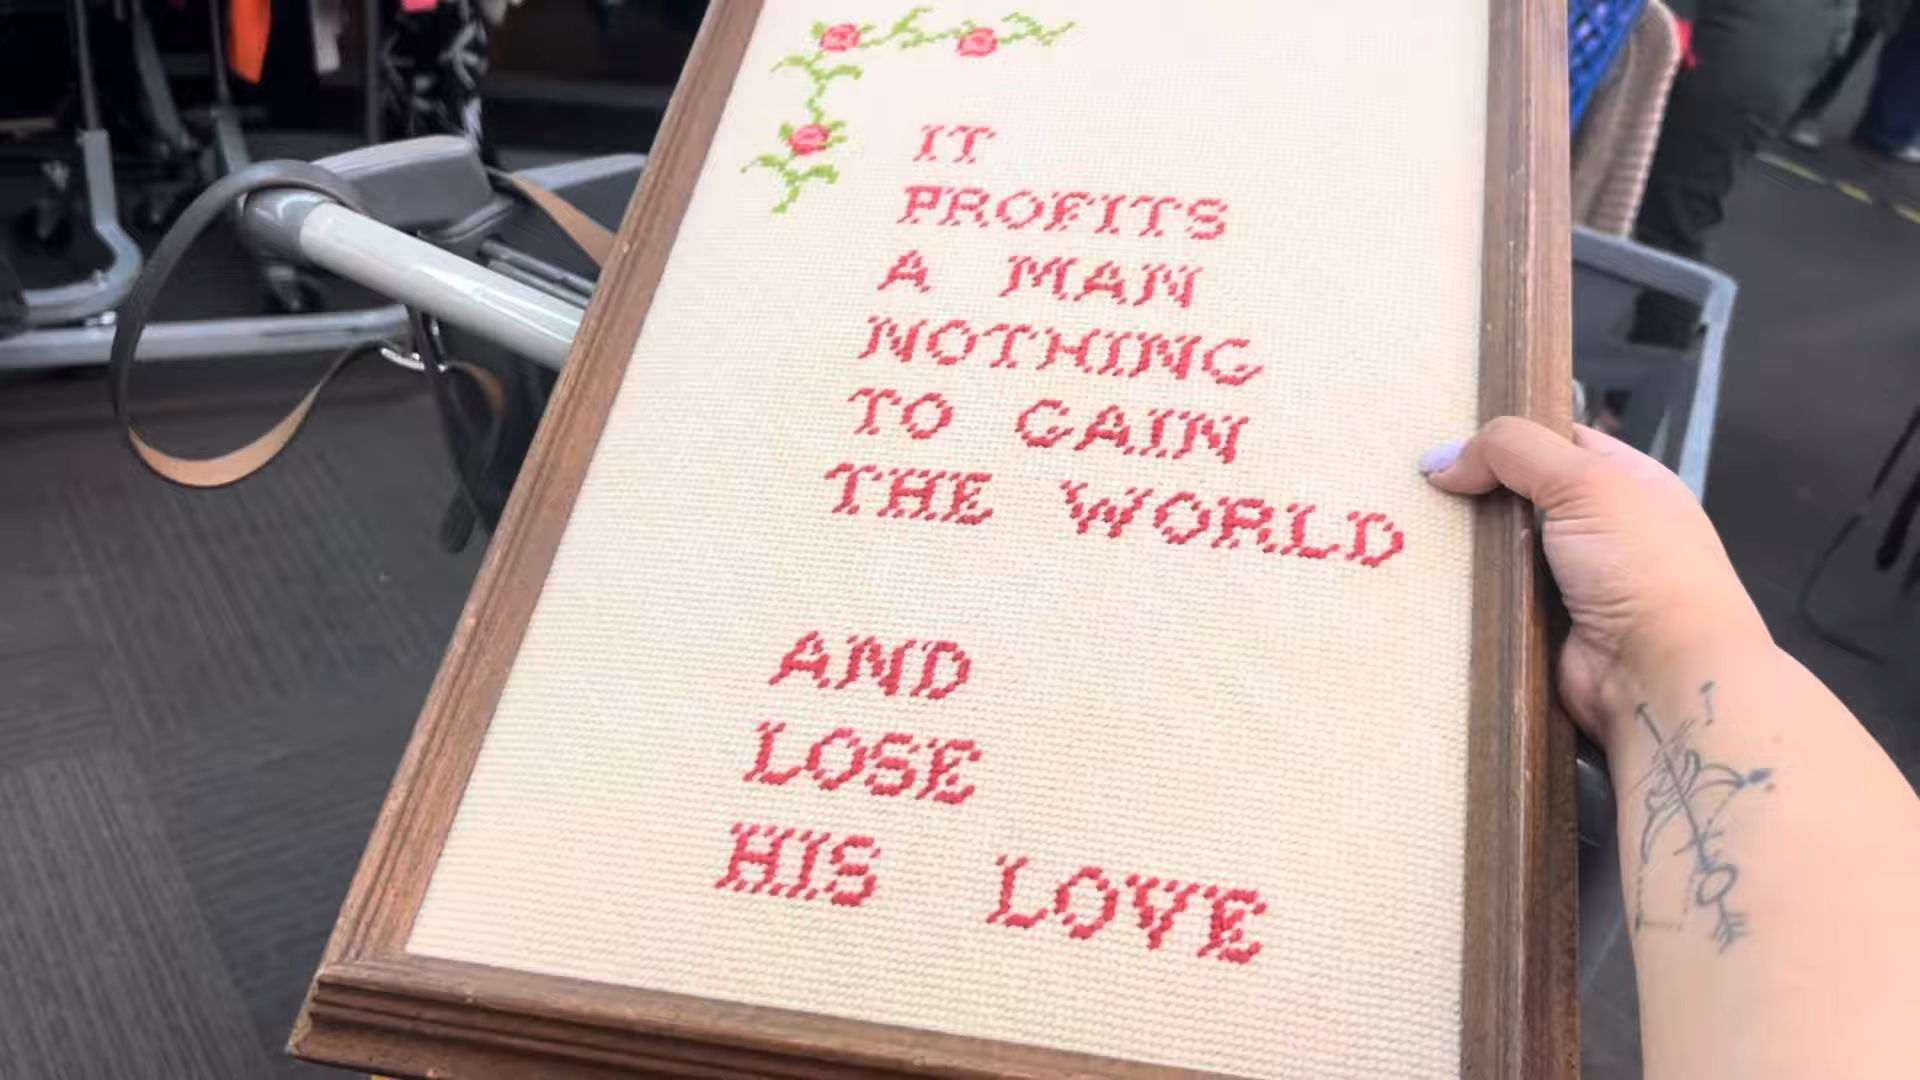 IT
PROFITS
A MAN
NOTHING
TO GAIN
THE WORLD
AND
LOSE
HIS LOVE